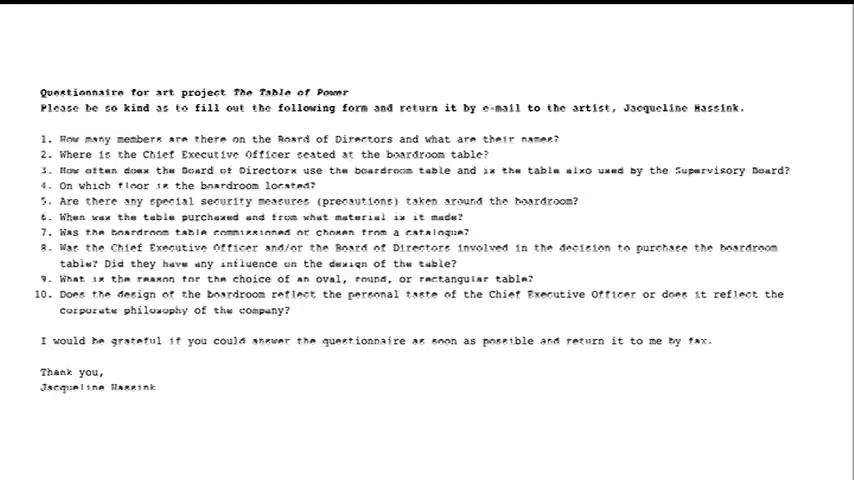 Questionnaire for art project The Table of Power
Please be so kind as to fill out the following form and return it by e-mail to the artist, Jacqueline Hassink.
1. How many members are there on the Board of Directors and what are their names?
2. Where is the Chief Executive Officer seated at the boardroom table?
3. How often does the Board of Directors use the boardroom table and is the table also used by the Supervisory Board?
4. On which floor is the boardroom located?
5. Are there any special security measures (precautions) taken around the boardroom?
6. When was the table purchased and from what material is it made?
7. Was the boardroom table commissioned or chosen from a catalogue?
8. Was the Chief Executive Officer and/or the Board of Directors involved in the decision to purchase the boardroom
table? Did they have any influence on the design of the table?
9. What is the reason for the choice of an oval, round, or rectangular table?
10. Does the design of the boardroom reflect the personal taste of the Chief Executive Officer or does it reflect the
corporate philosophy of the company?
I would be grateful if you could answer the questionnaire as soon as possible and return it to me by fax.
Thank you,
Jacqueline Hassink